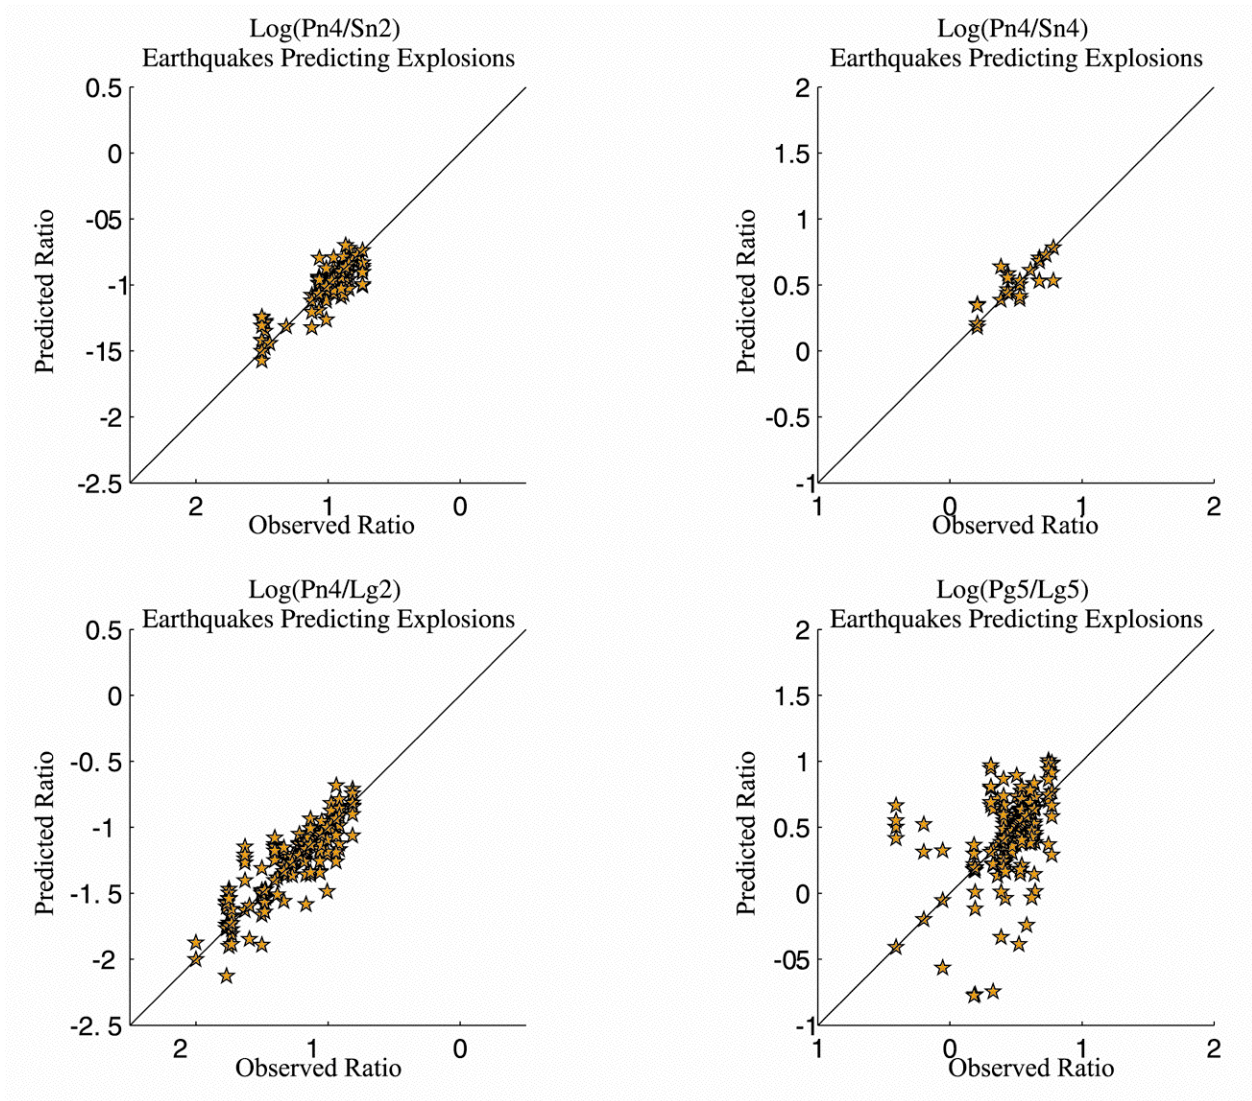 Log(Pn4/Sn2)
Earthquakes Predicting Explosions
0.5
0
-05
-1
-15
-2
-2.5
Predicted Ratio
2
1
0
Observed Ratio
Log(Pn4/Sn4)
Earthquakes Predicting Explosions
2
1.5
1
0.5
0
-0.5
-1
Predicted Ratio
1
0
1
2
Observed Ratio
Log(Pn4/Lg2)
Earthquakes Predicting Explosions
0.5
0
-0.5
-1
-1.5
-2
-2.5
Predicted Ratio
2
1
0
Observed Ratio
Log(Pg5/Lg5)
Earthquakes Predicting Explosions
2
1.5
1
0.5
0
-05
-1
Predicted Ratio
1
0
1
2
Observed Ratio